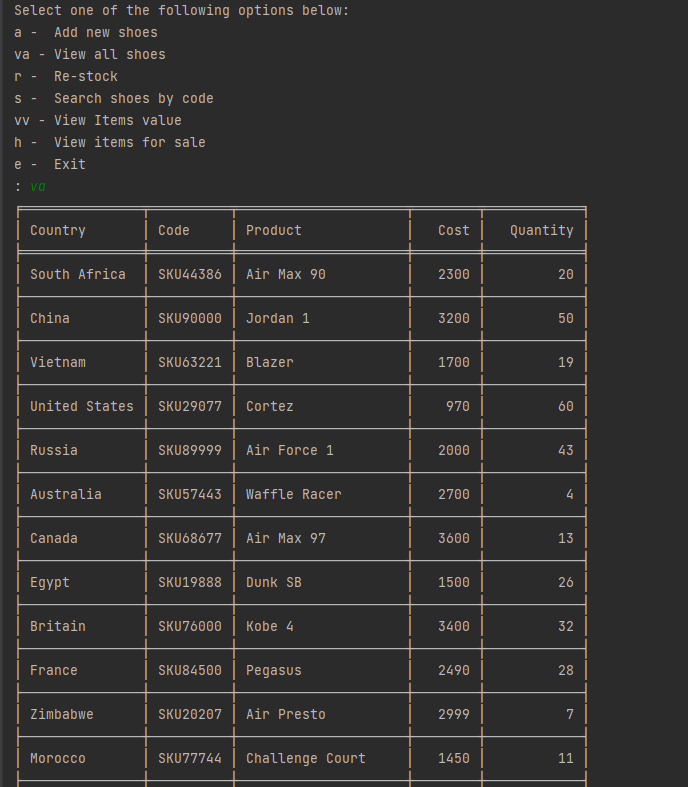 Select one of the following options below:
a -  Add new shoes
va - View all shoes
r -  Re-stock
s -  Search shoes by code
vv - View Items value
h -  View items for sale
e -  Exit
: va
Country Code Product Cost Quantity
South Africa SKU44386 Air Max 90 2300 20
China SKU90000 Jordan 1 3200 50
Vietnam SKU63221 Blazer 1700 19
United States SKU29077 Cortez 970 60
Russia SKU89999 Air Force 1 2000 43
Australia SKU57443 Waffle Racer 2700 4
Canada SKU68677 Air Max 97 3600 13
Egypt SKU19888 Dunk SB 1500 26
Britain SKU76000 Kobe 4 3400 32
France SKU84500 Pegasus 2490 28
Zimbabwe SKU20207 Air Presto 2999 7
Morocco SKU77744 Challenge Court 1450 11